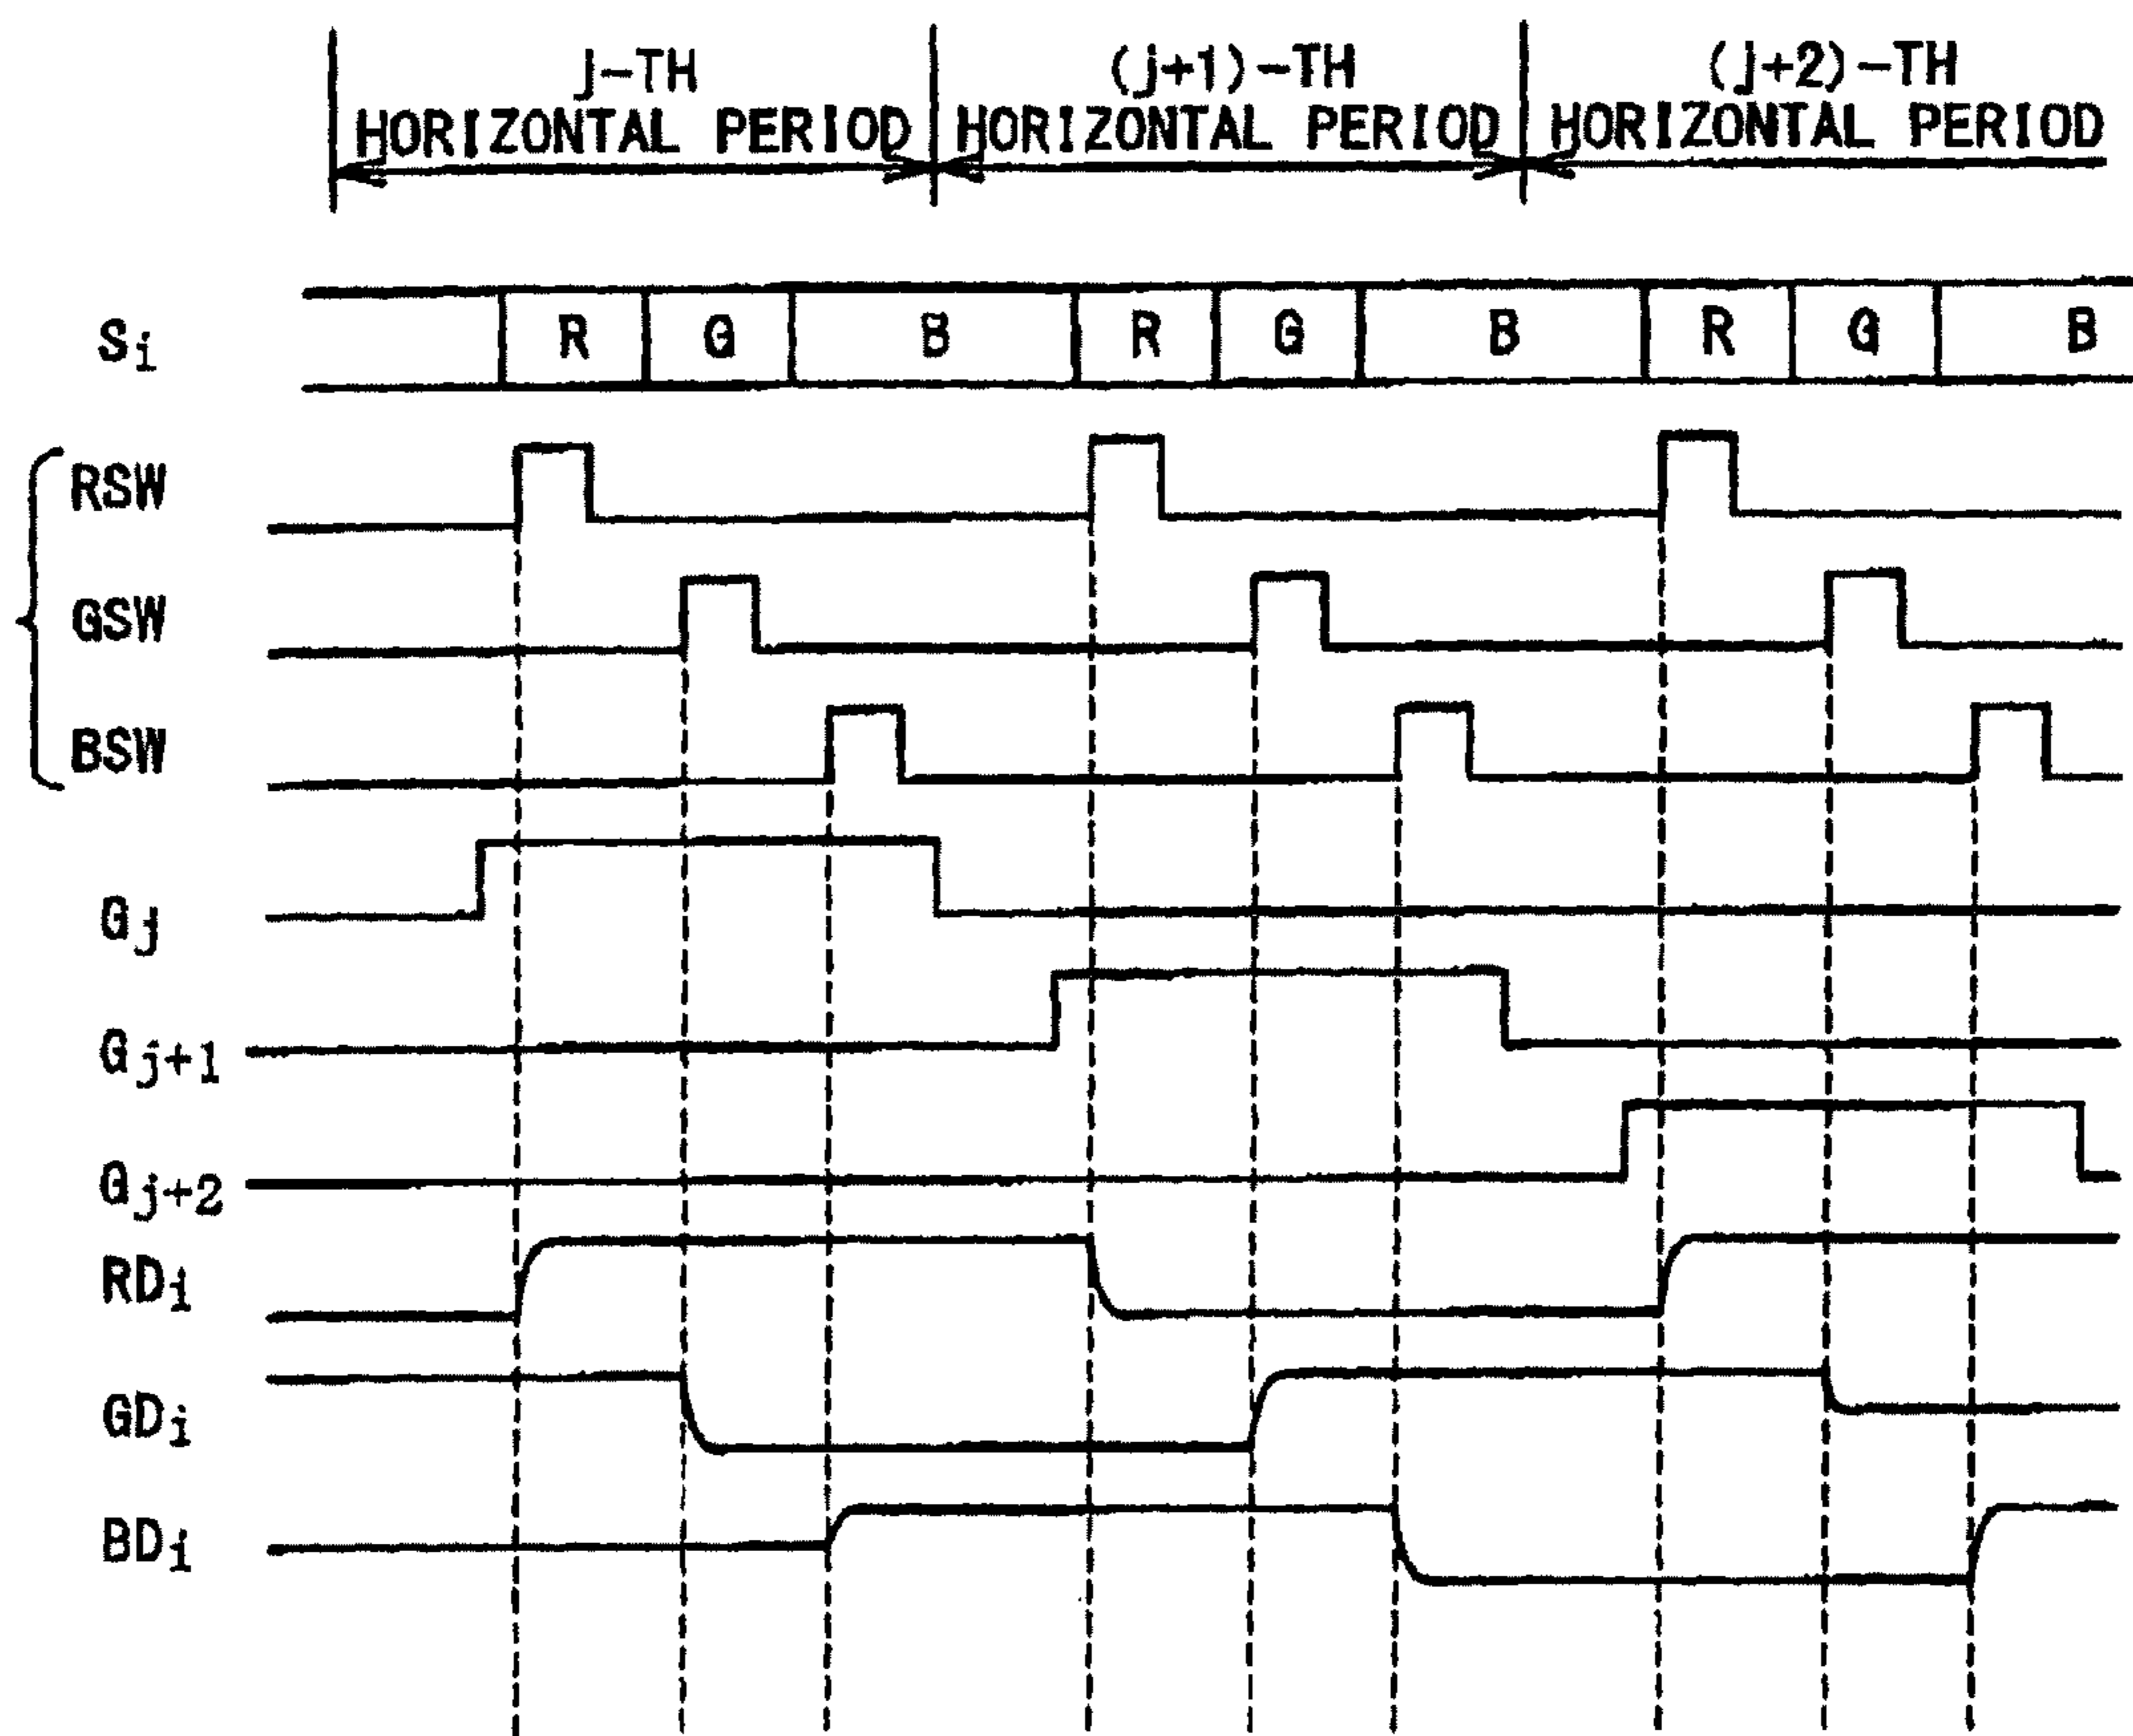 j-TH (j+1)-TH (j+2)-TH
HORIZONTAL PERIOD HORIZONTAL PERIOD HORIZONTAL PERIOD
Si R G B R G B R G B
RSW
GSW
BSW
Gj
Gj+1
Gj+2
RDi
GDi
BDi